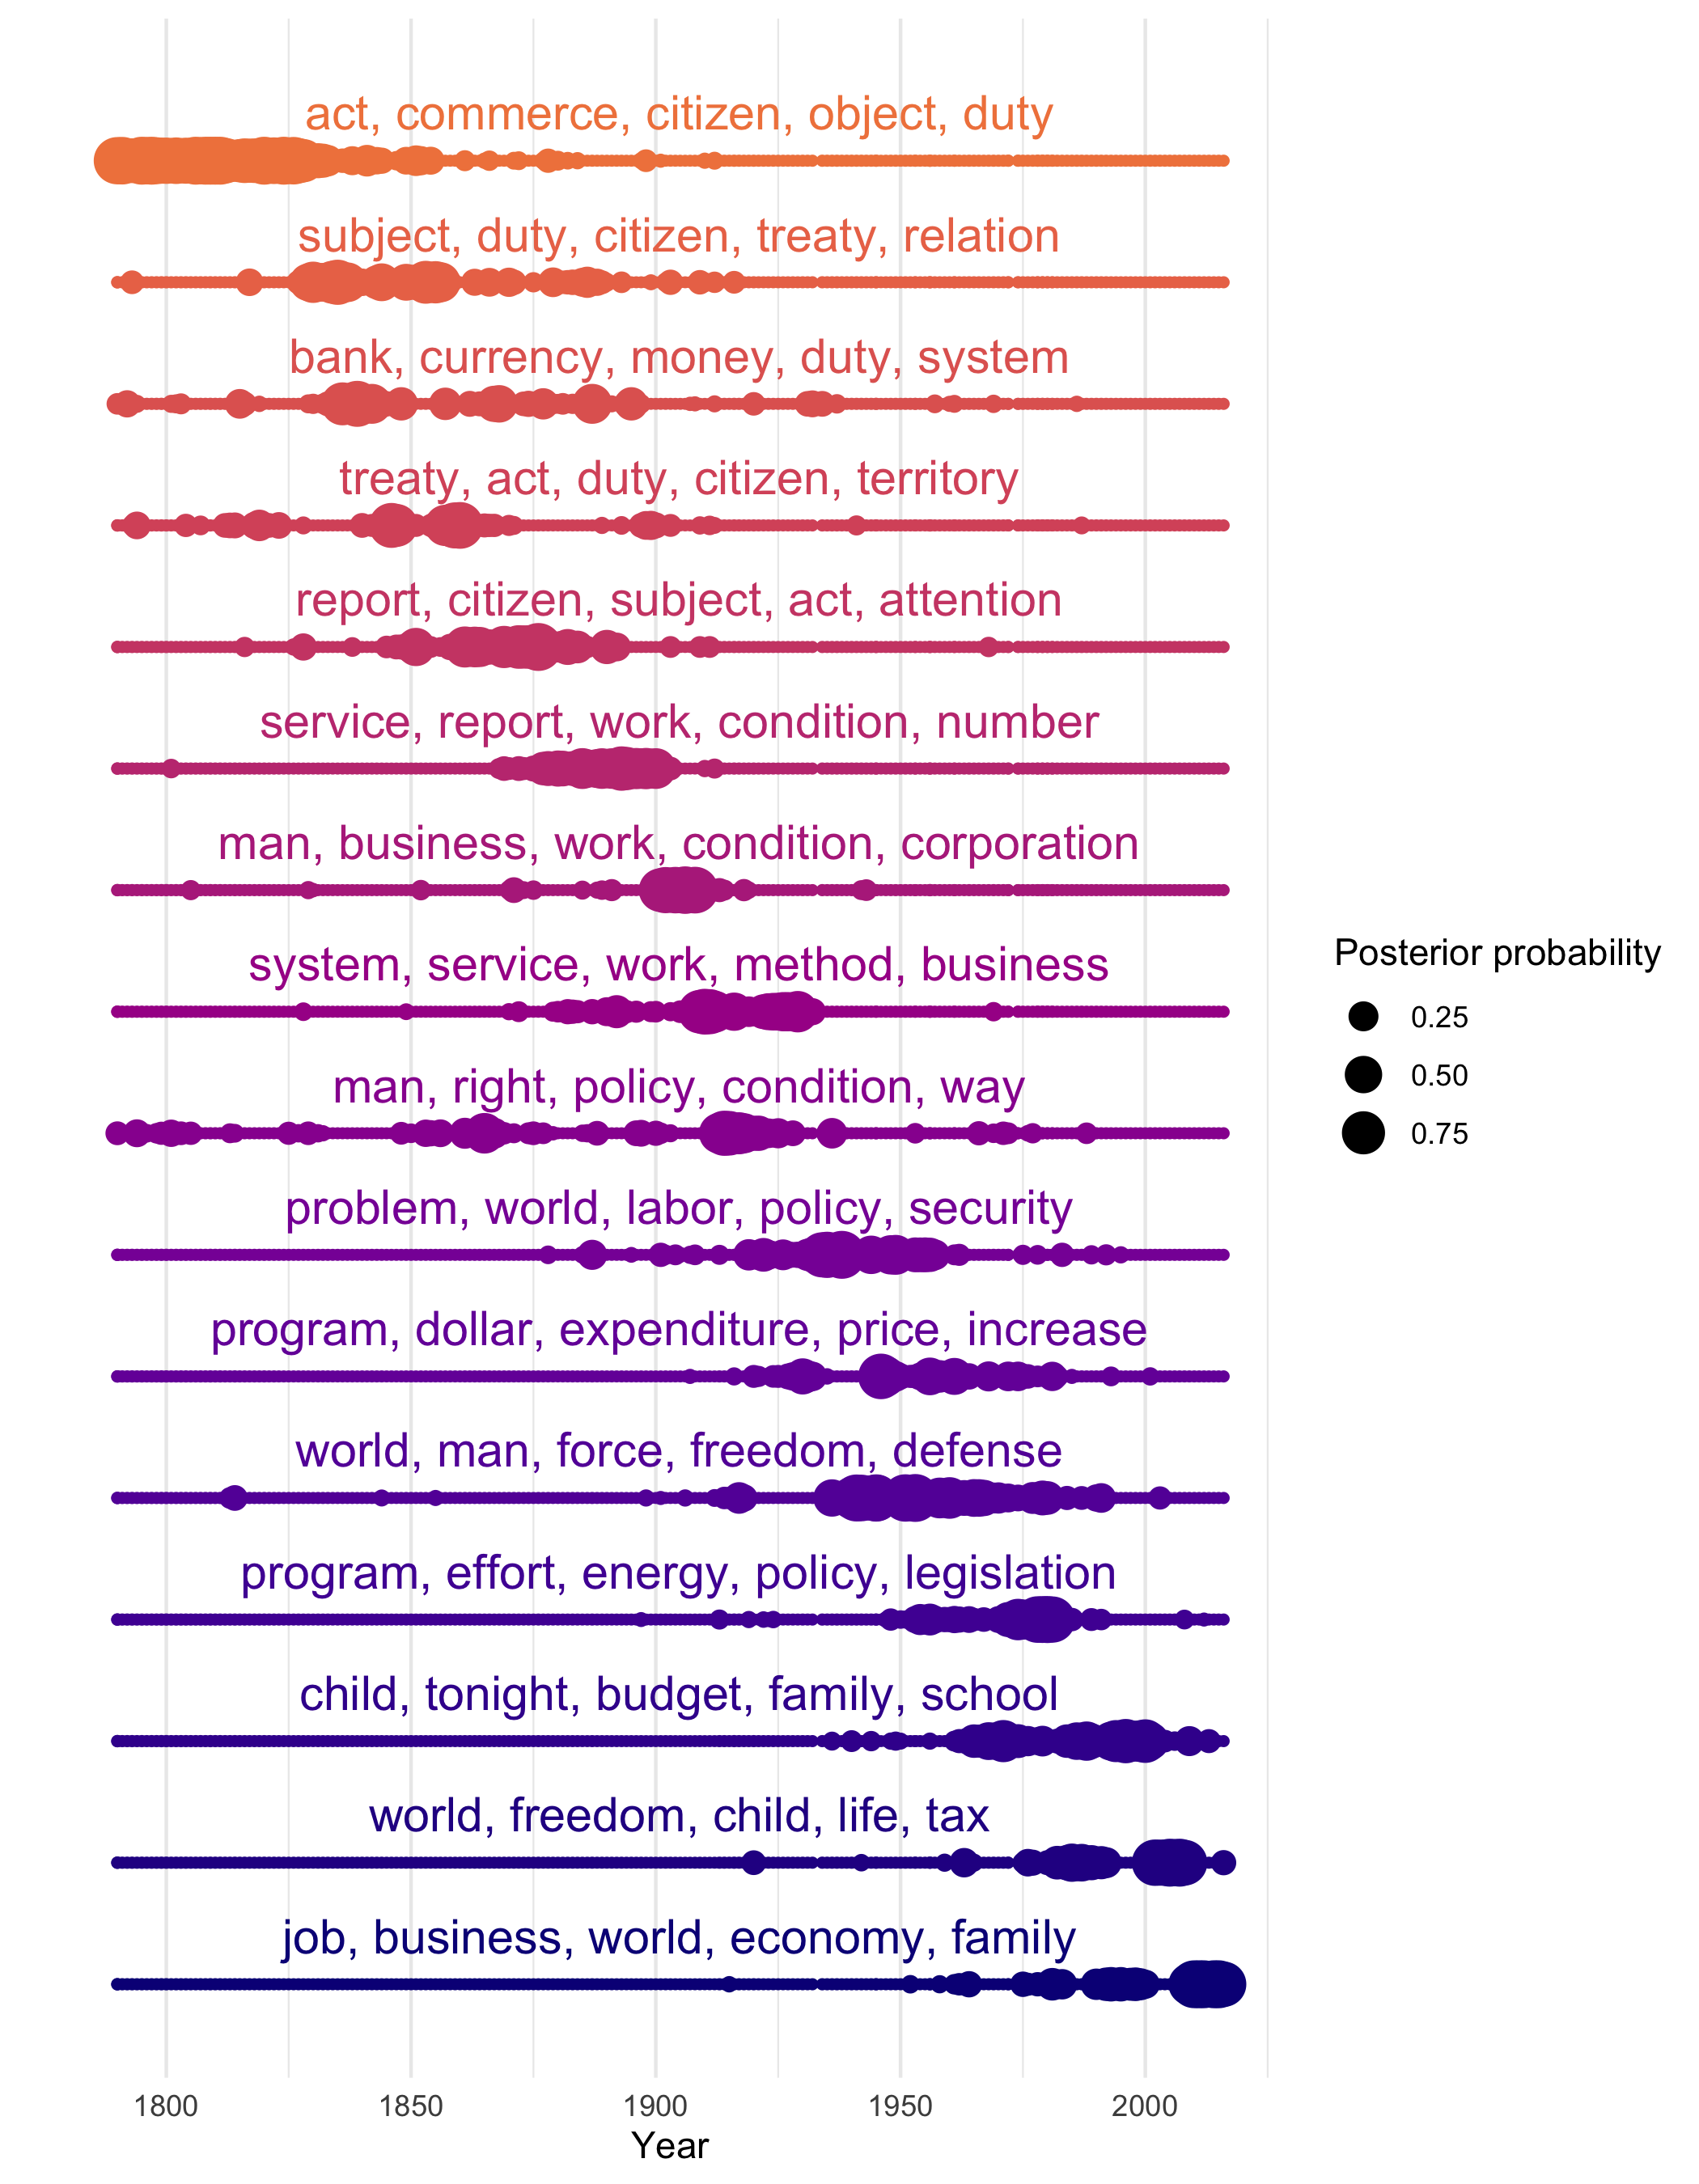 act, commerce, citizen, object, duty
subject, duty, citizen, treaty, relation
bank, currency, money, duty, system
treaty, act, duty, citizen, territory
report, citizen, subject, act, attention
service, report, work, condition, number
man, business, work, condition, corporation
system, service, work, method, business
man, right, policy, condition, way
problem, world, labor, policy, security
program, dollar, expenditure, price, increase
world, man, force, freedom, defense
program, effort, energy, policy, legislation
child, tonight, budget, family, school
world, freedom, child, life, tax
job, business, world, economy, family
1800 1850 1900 1950 2000
Year
Posterior probability
0.25
0.50
0.75